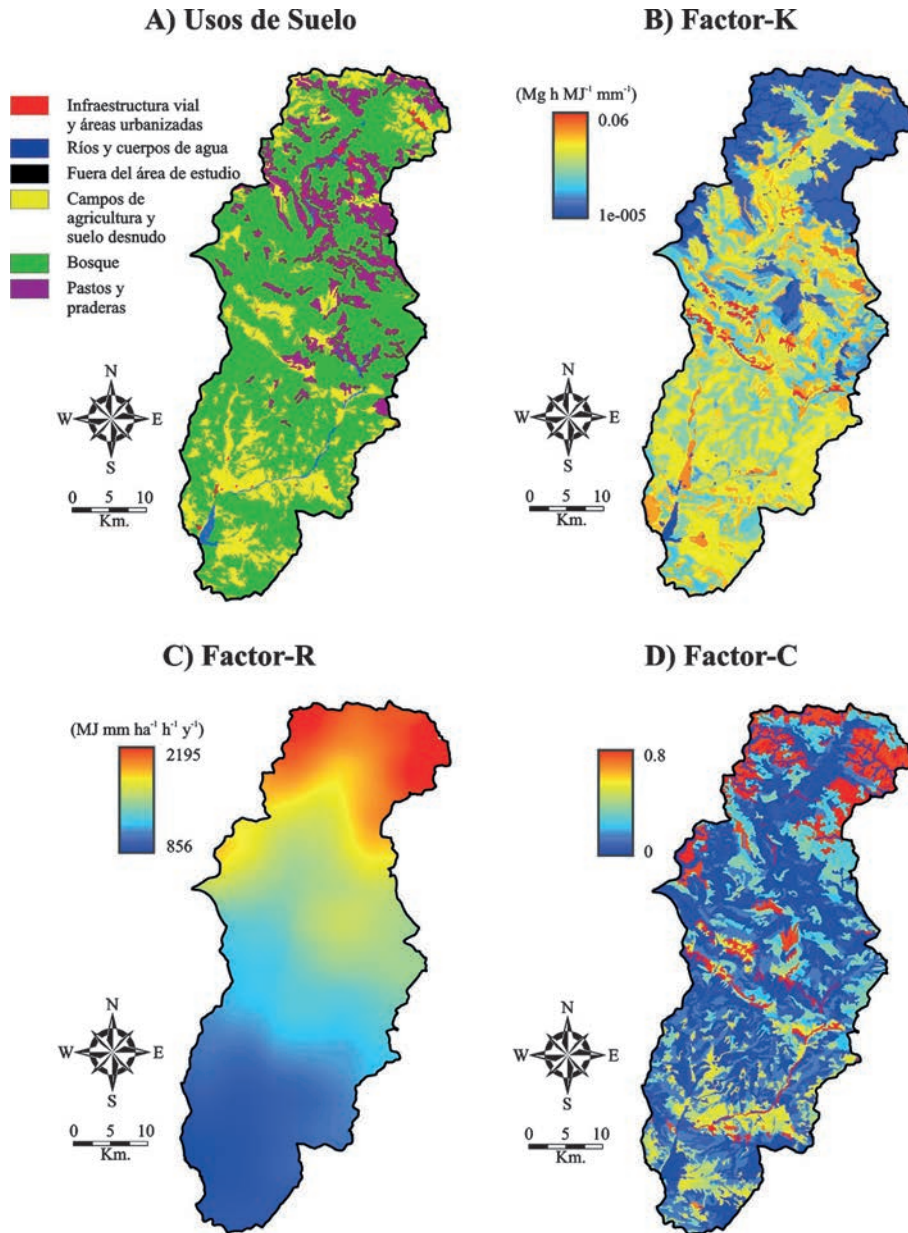 A) Usos de Suelo
Infraestructura vial
y áreas urbanizadas
Ríos y cuerpos de agua
Fuera del área de estudio
Campos de
agricultura y
suelo desnudo
Bosque
Pastos y
praderas
N
W E
S
0 5 10
Km.
B) Factor-K
(Mg h MJ⁻¹ mm⁻¹)
0.06
1e-005
N
W E
S
0 5 10
Km.
C) Factor-R
(MJ mm ha⁻¹ h⁻¹ y⁻¹)
2195
856
N
W E
S
0 5 10
Km.
D) Factor-C
0.8
0
N
W E
S
0 5 10
Km.